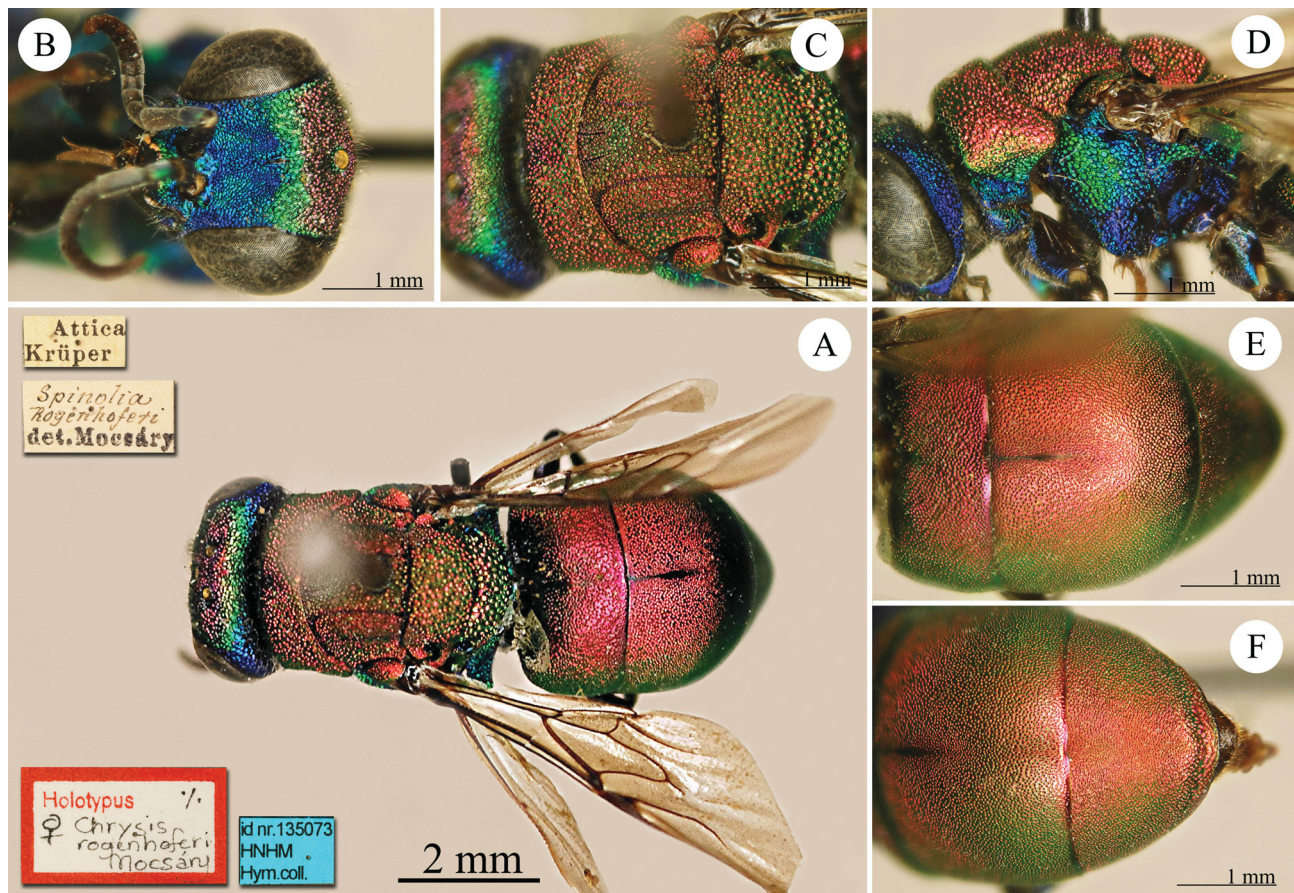 B
1 mm
C
1 mm
D
1 mm
A
Attica
Krüper
Spinolia
Rogenhoferi
det. Mocsáry
E
1 mm
F
1 mm
Holotypus %.
♀ Chrysis
rogenhoferi
Mocsáry
id nr.135073
HNHM
Hym.coll.
2 mm